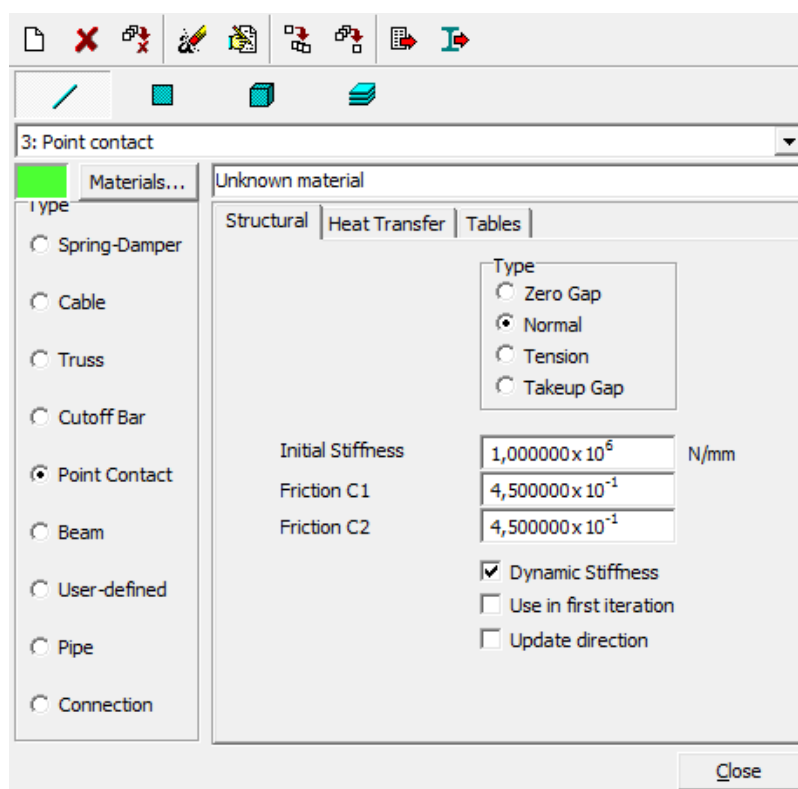 3: Point contact
Materials...
Unknown material
Type
Spring-Damper
Cable
Truss
Cutoff Bar
Point Contact
Beam
User-defined
Pipe
Connection
Structural
Heat Transfer
Tables
Type
Zero Gap
Normal
Tension
Takeup Gap
Initial Stiffness 1,000000 x 10^6 N/mm
Friction C1 4,500000 x 10^-1
Friction C2 4,500000 x 10^-1
Dynamic Stiffness
Use in first iteration
Update direction
Close